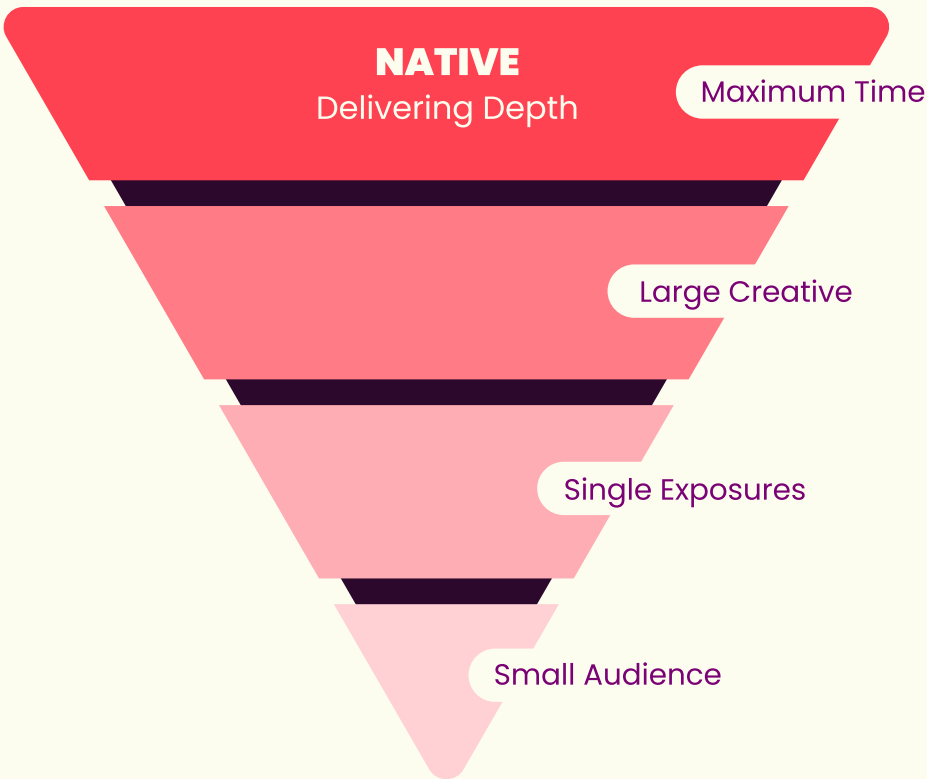 NATIVE
Delivering Depth
Maximum Time
Large Creative
Single Exposures
Small Audience